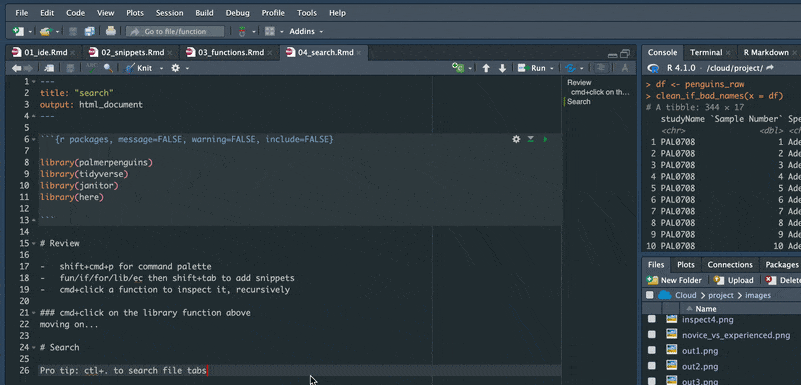 File Edit Code View Plots Session Build Debug Profile Tools Help
Go to file/function Addins
01_ide.Rmd 02_snippets.Rmd 03_functions.Rmd 04_search.Rmd
Knit Run
1 ---
2 title: "search"
3 output: html_document
4 ---
5
6 ```{r packages, message=FALSE, warning=FALSE, include=FALSE}
7
8 library(palmerpenguins)
9 library(tidyverse)
10 library(janitor)
11 library(here)
12
13 ```
14
15 # Review
16
17 - shift+cmd+p for command palette
18 - fun/if/for/lib/ec then shift+tab to add snippets
19 - cmd+click a function to inspect it, recursively
20
21 ### cmd+click on the library function above
22 moving on...
23
24 # Search
25
26 Pro tip: ctl+. to search file tabs
Review
cmd+click on th...
Search
Console Terminal R Markdown
R 4.1.0 . /cloud/project/
> df <- penguins_raw
> clean_if_bad_names(x = df)
# A tibble: 344 × 17
studyName `Sample Number` Spe
<chr> <dbl> <ch
1 PAL0708 1 Ade
2 PAL0708 2 Ade
3 PAL0708 3 Ade
4 PAL0708 4 Ade
5 PAL0708 5 Ade
6 PAL0708 6 Ade
7 PAL0708 7 Ade
8 PAL0708 8 Ade
9 PAL0708 9 Ade
10 PAL0708 10 Ade
Files Plots Connections Packages
New Folder Upload Delet
Cloud project images
Name
inspect4.png
novice_vs_experienced.png
out1.png
out2.png
out3.png